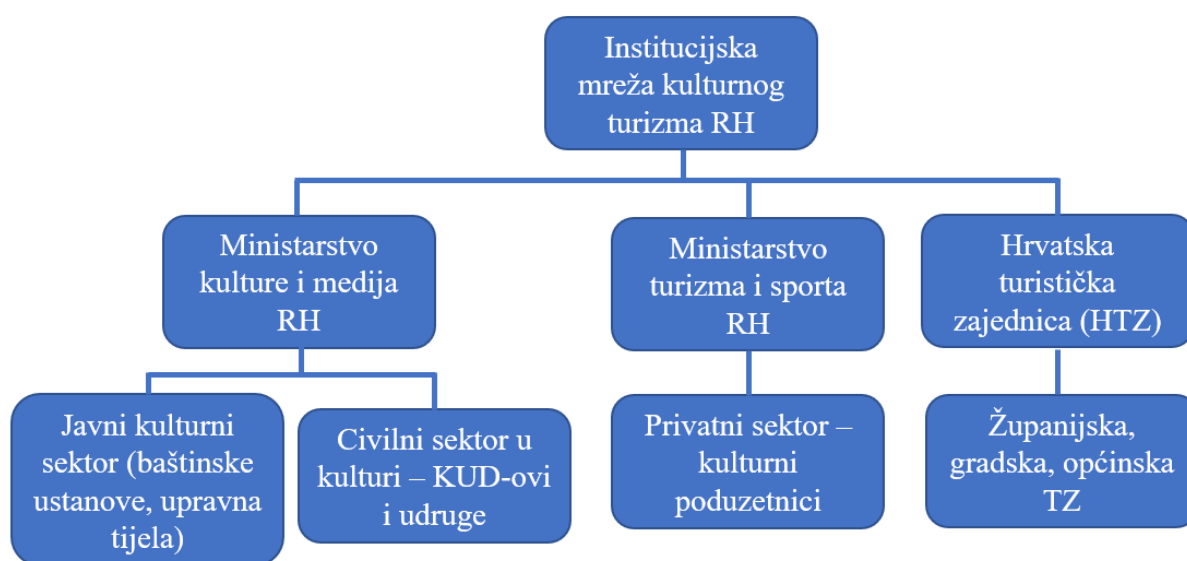 Institucijska
mreža kulturnog
turizma RH
Ministarstvo
kulture i medija
RH
Ministarstvo
turizma i sporta
RH
Hrvatska
turistička
zajednica (HTZ)
Javni kulturni
sektor (baštinske
ustanove, upravna
tijela)
Civilni sektor u
kulturi – KUD-ovi
i udruge
Privatni sektor –
kulturni
poduzetnici
Županijska,
gradska, općinska
TZ